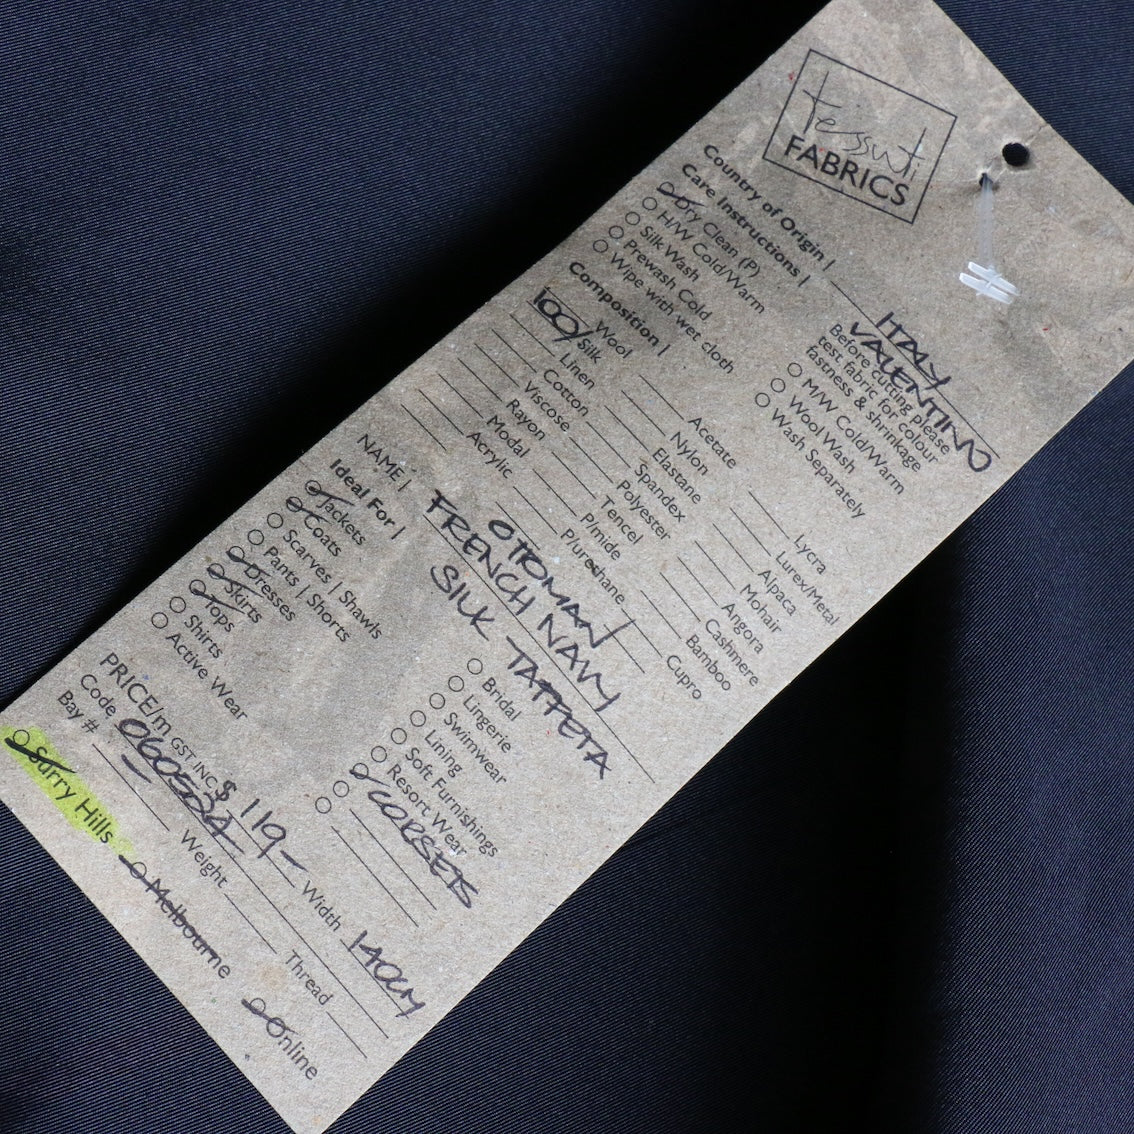 tessuti
FABRICS
Country of Origin | ITALY
VALENTINO
Care Instructions |
Before cutting please
test fabric for colour
fastness & shrinkage
Dry Clean (P)
H/W Cold/Warm
M/W Cold/Warm
Silk Wash
Wool Wash
Prewash Cold
Wash Separately
Wipe with wet cloth
Composition |
Wool Acetate Lycra
100% Silk Nylon Lurex/Metal
Linen Elastane Alpaca
Cotton Spandex Mohair
Viscose Polyester Angora
Rayon Tencel Cashmere
Modal P/mide Bamboo
Acrylic P/urethane Cupro
NAME | OTTOMAN
FRENCH NAVY
SILK TAFFETA
Ideal For |
Jackets Bridal
Coats Lingerie
Scarves | Shawls Swimwear
Pants | Shorts Lining
Dresses Soft Furnishings
Skirts Resort Wear
Tops CORSETS
Shirts
Active Wear
PRICE/m GST INC $119- Width 140CM
Code 060524
Bay # Weight Thread
Surry Hills Melbourne Online